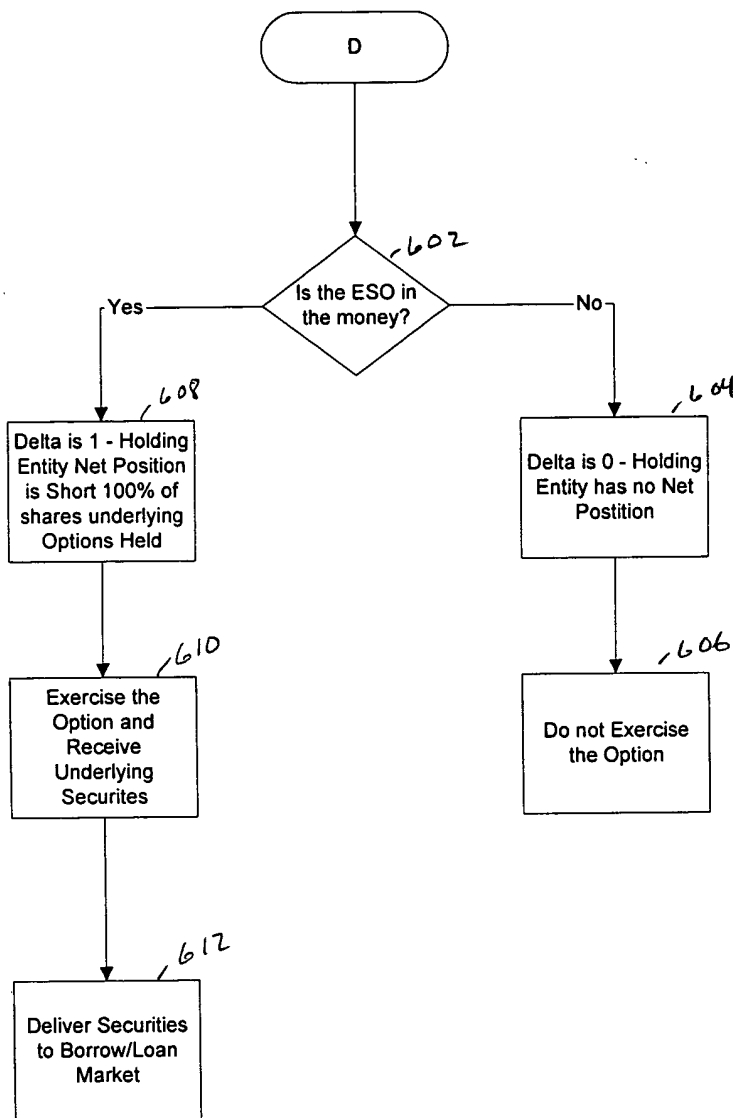 D
602
Is the ESO in
the money?
Yes
No
608
Delta is 1 - Holding
Entity Net Position
is Short 100% of
shares underlying
Options Held
604
Delta is 0 - Holding
Entity has no Net
Postition
610
Exercise the
Option and
Receive
Underlying
Securites
606
Do not Exercise
the Option
612
Deliver Securities
to Borrow/Loan
Market